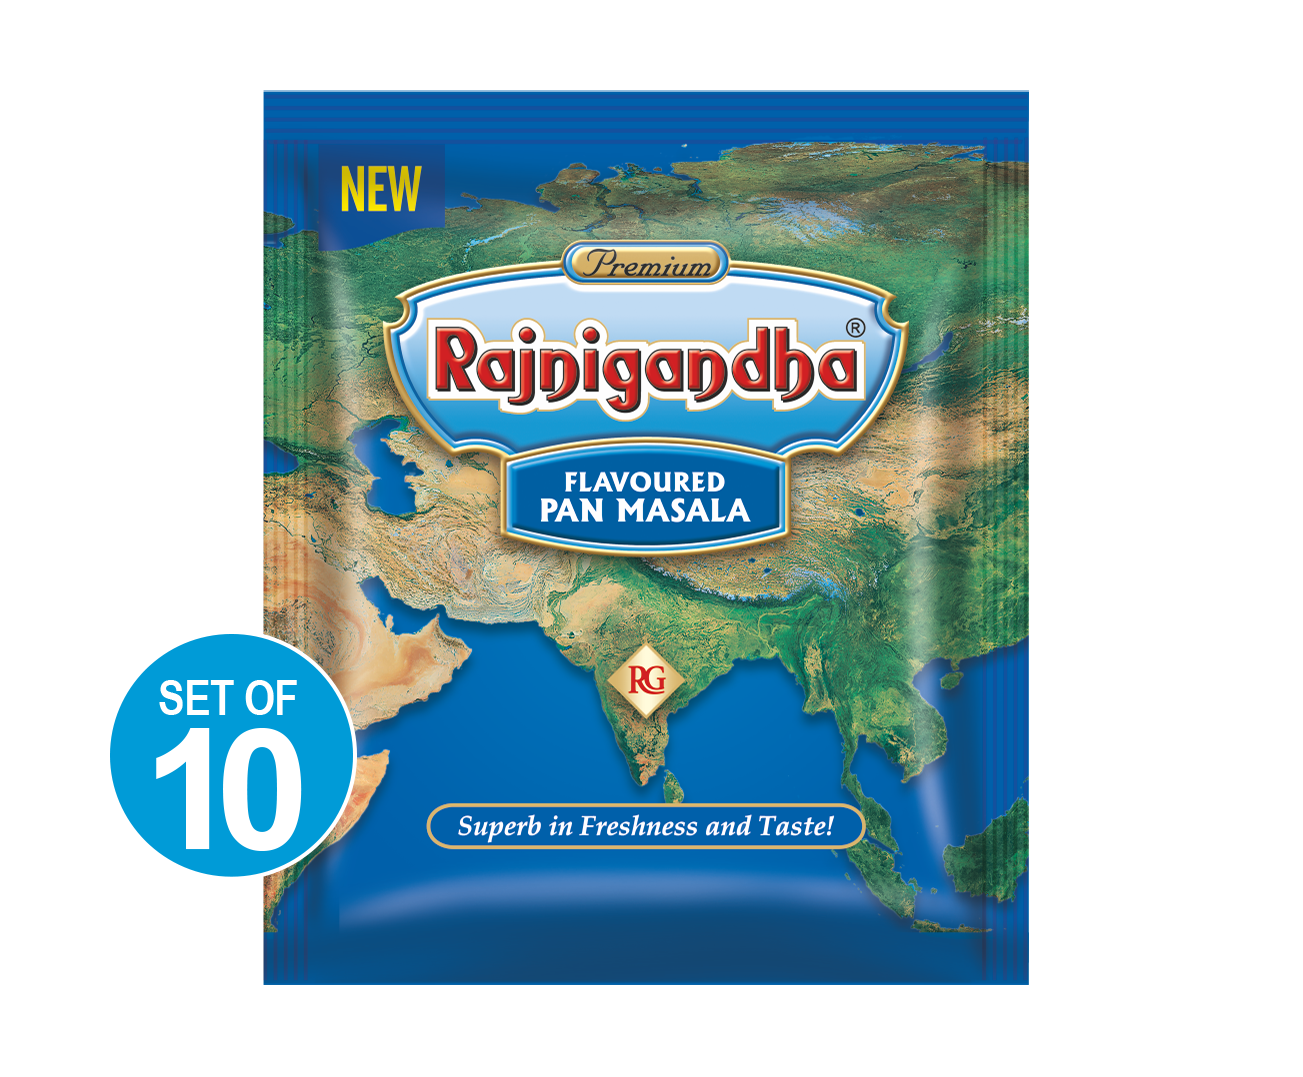 NEW
Premium
Rajnigandha®
FLAVOURED
PAN MASALA
RG
SET OF
10
Superb in Freshness and Taste!